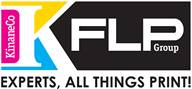 KinaneCo
K FLP
Group
EXPERTS, ALL THINGS PRINT!